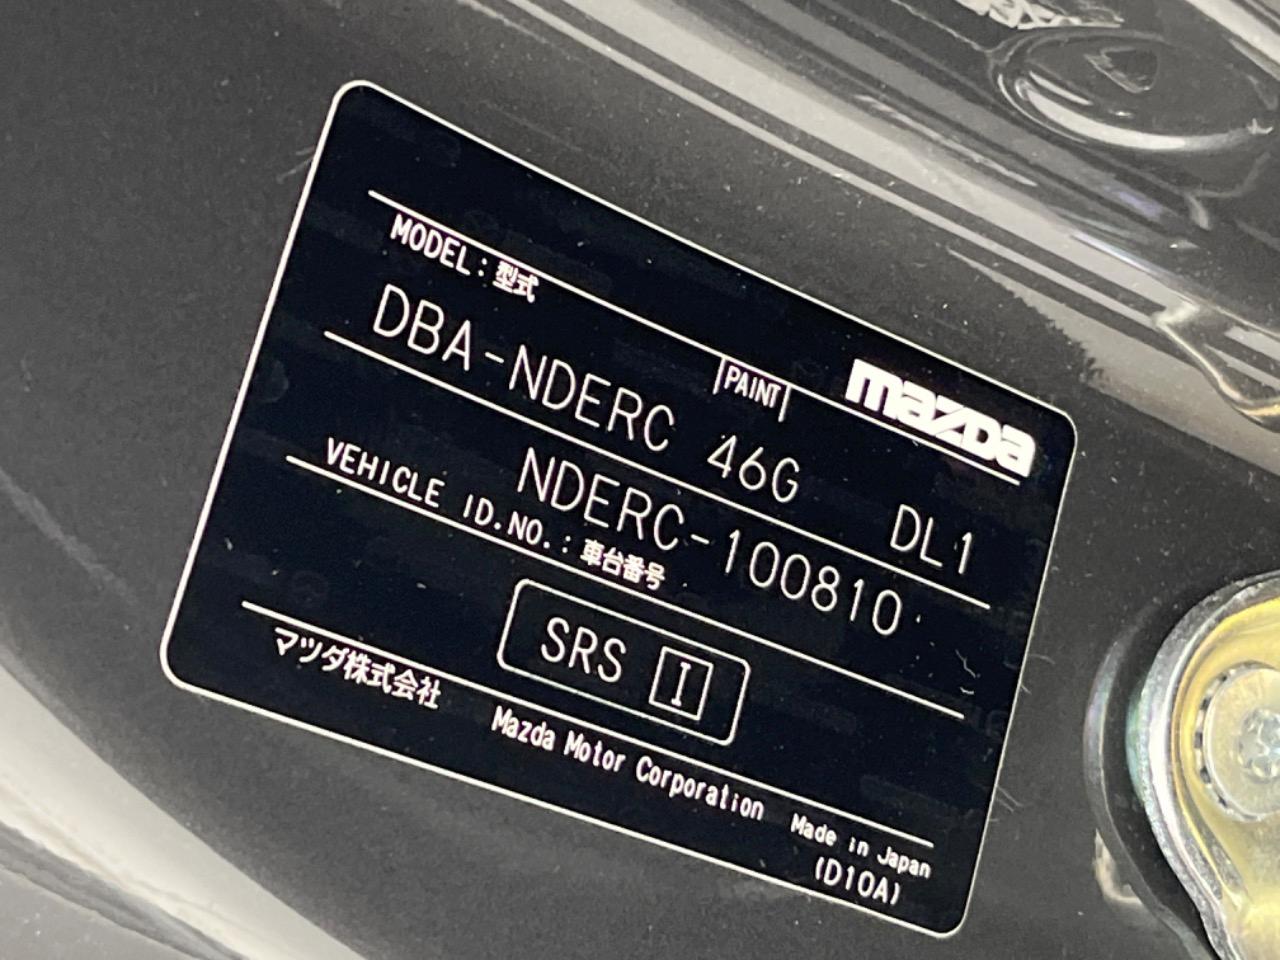 mazda
MODEL：型式
PAINT
DBA-NDERC 46G DL1
NDERC-100810
VEHICLE ID.NO.：車台番号
SRS I
マツダ株式会社 Mazda Motor Corporation Made in Japan
(D10A)